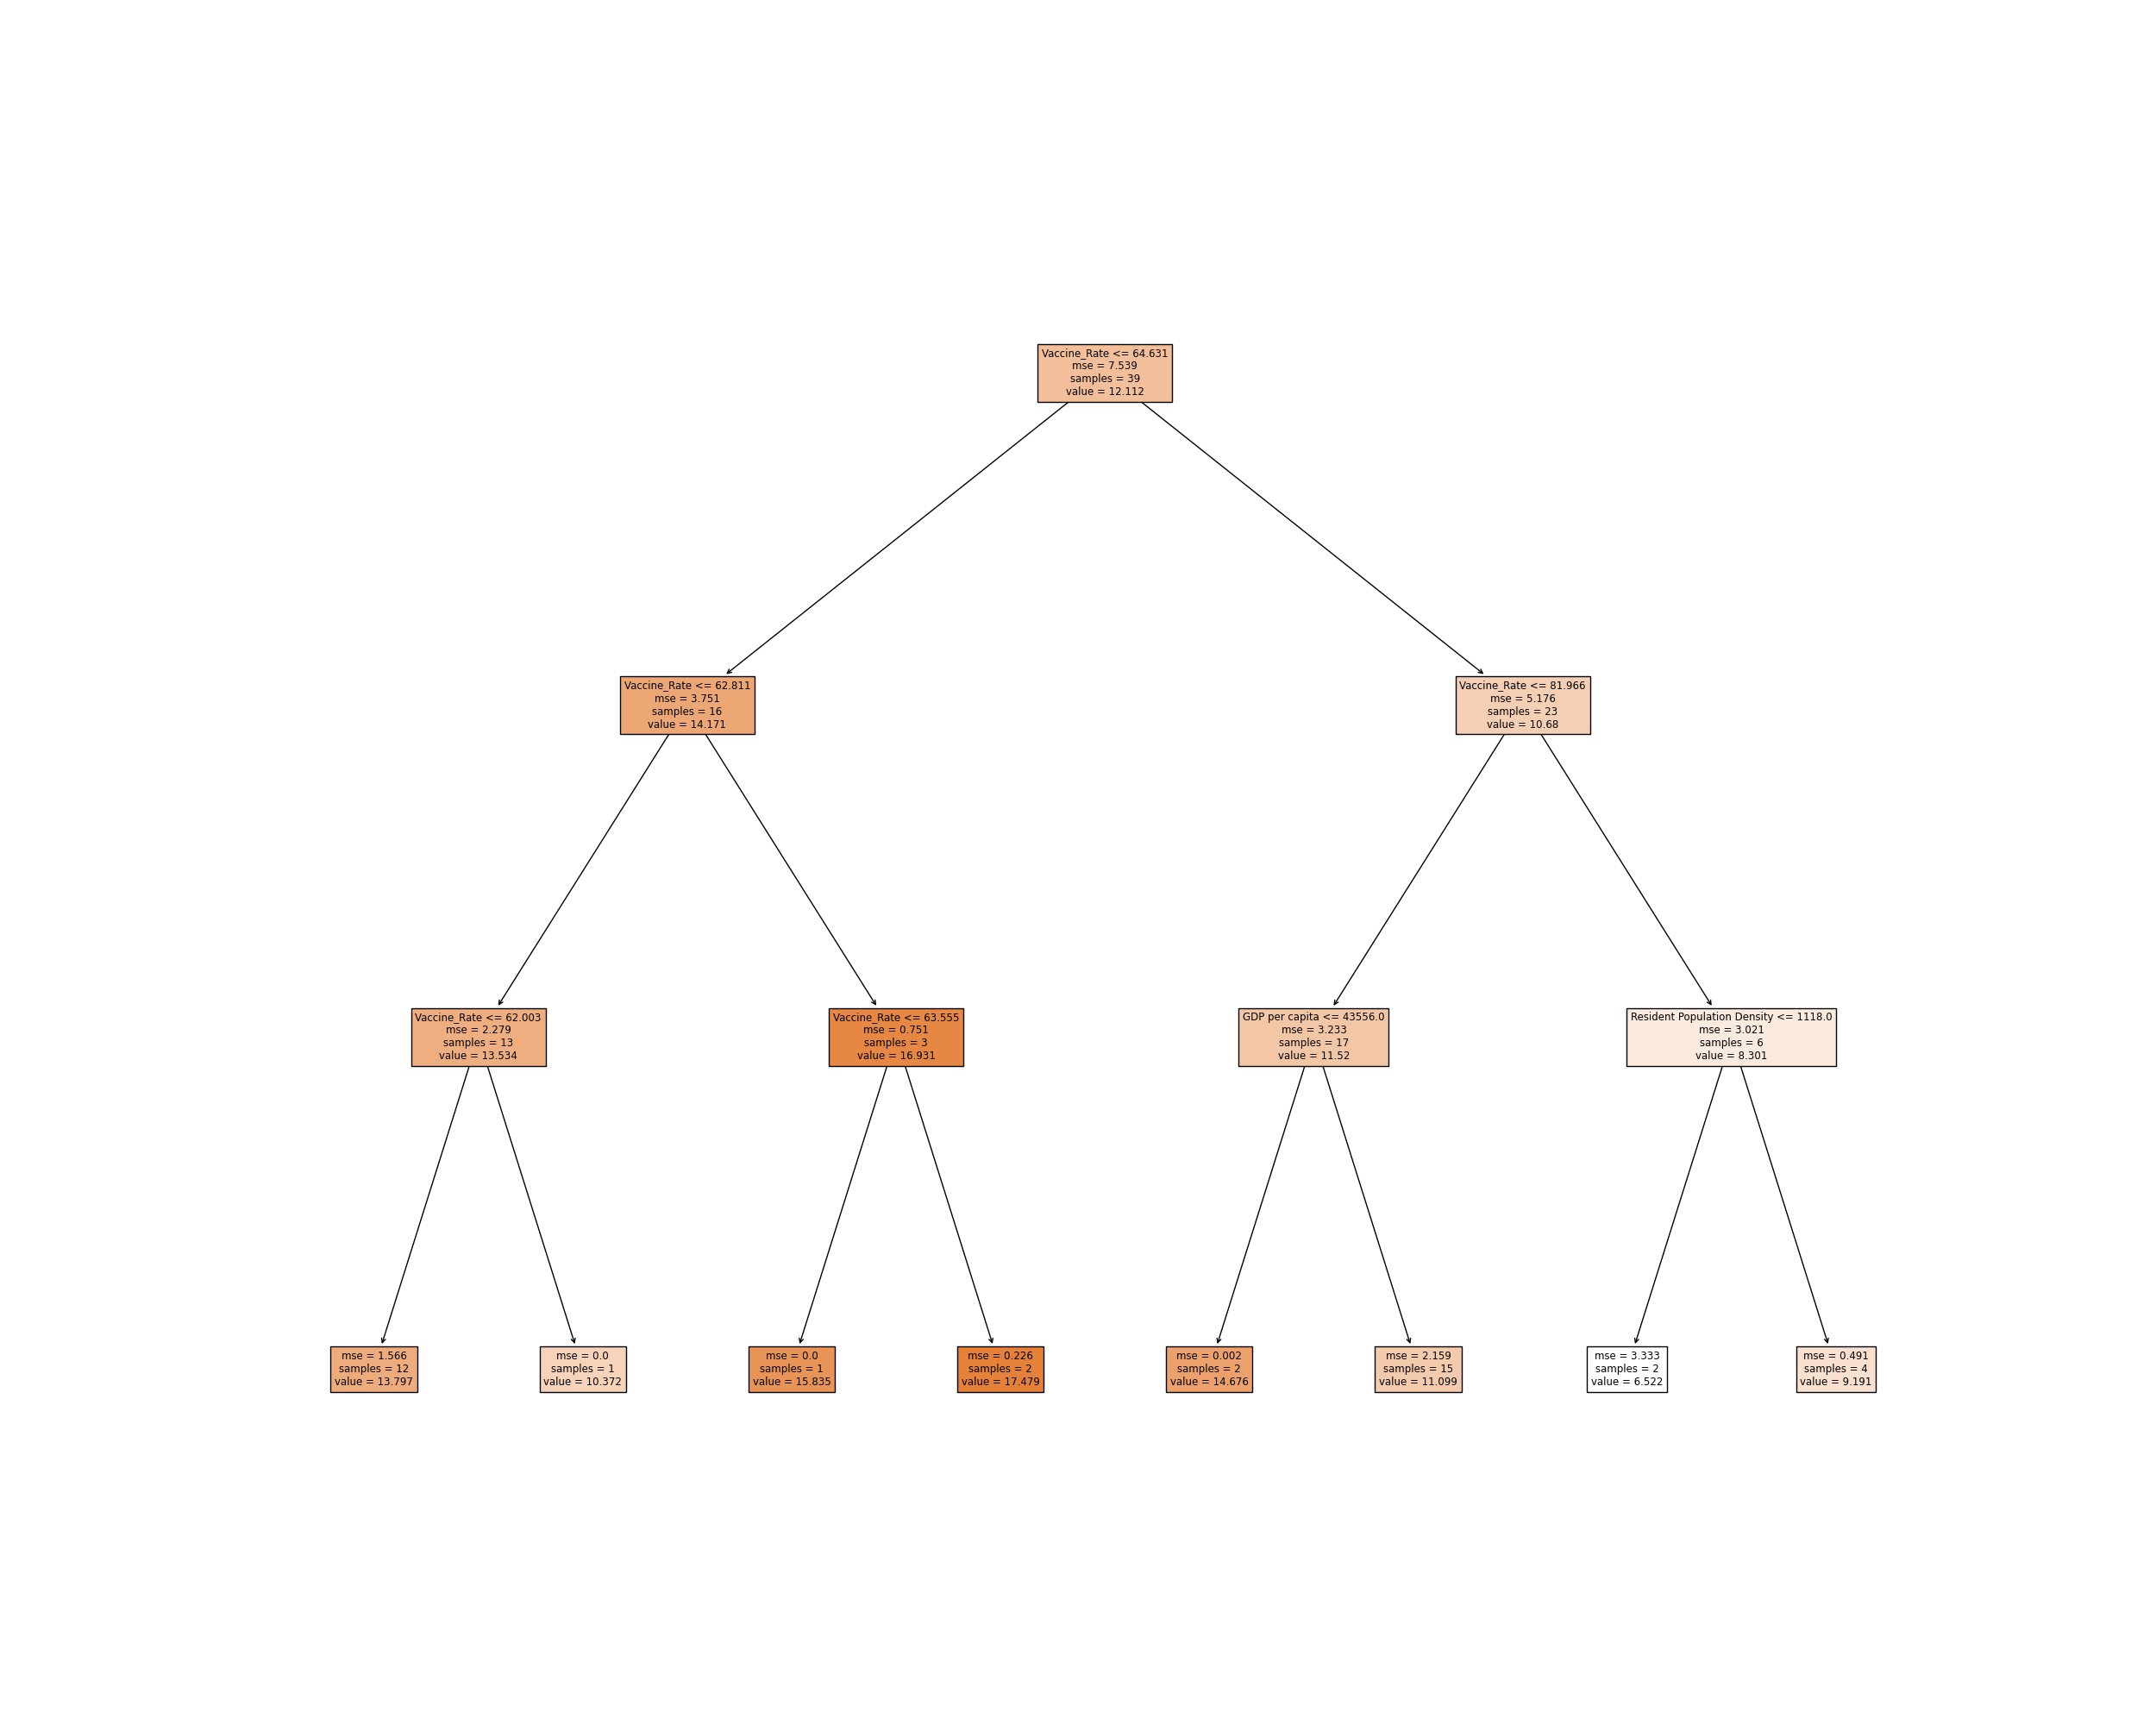 Vaccine_Rate <= 64.631
mse = 7.539
samples = 39
value = 12.112
Vaccine_Rate <= 62.811
mse = 3.751
samples = 16
value = 14.171
Vaccine_Rate <= 81.966
mse = 5.176
samples = 23
value = 10.68
Vaccine_Rate <= 62.003
mse = 2.279
samples = 13
value = 13.534
Vaccine_Rate <= 63.555
mse = 0.751
samples = 3
value = 16.931
GDP per capita <= 43556.0
mse = 3.233
samples = 17
value = 11.52
Resident Population Density <= 1118.0
mse = 3.021
samples = 6
value = 8.301
mse = 1.566
samples = 12
value = 13.797
mse = 0.0
samples = 1
value = 10.372
mse = 0.0
samples = 1
value = 15.835
mse = 0.226
samples = 2
value = 17.479
mse = 0.002
samples = 2
value = 14.676
mse = 2.159
samples = 15
value = 11.099
mse = 3.333
samples = 2
value = 6.522
mse = 0.491
samples = 4
value = 9.191